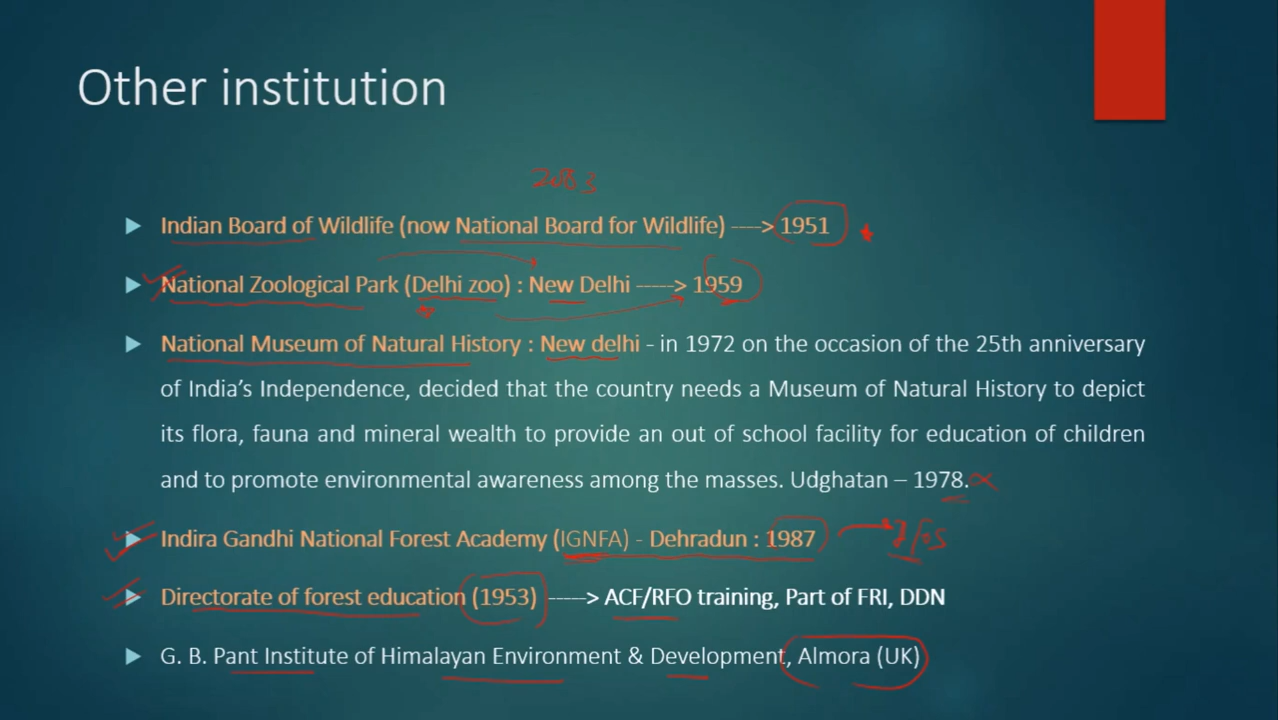 Other institution
2083
Indian Board of Wildlife (now National Board for Wildlife) ----> 1951
National Zoological Park (Delhi zoo) : New Delhi -----> 1959
National Museum of Natural History : New delhi - in 1972 on the occasion of the 25th anniversary
of India's Independence, decided that the country needs a Museum of Natural History to depict
its flora, fauna and mineral wealth to provide an out of school facility for education of children
and to promote environmental awareness among the masses. Udghatan – 1978.
Indira Gandhi National Forest Academy (IGNFA) - Dehradun : 1987
Directorate of forest education (1953) -----> ACF/RFO training, Part of FRI, DDN
G. B. Pant Institute of Himalayan Environment & Development, Almora (UK)